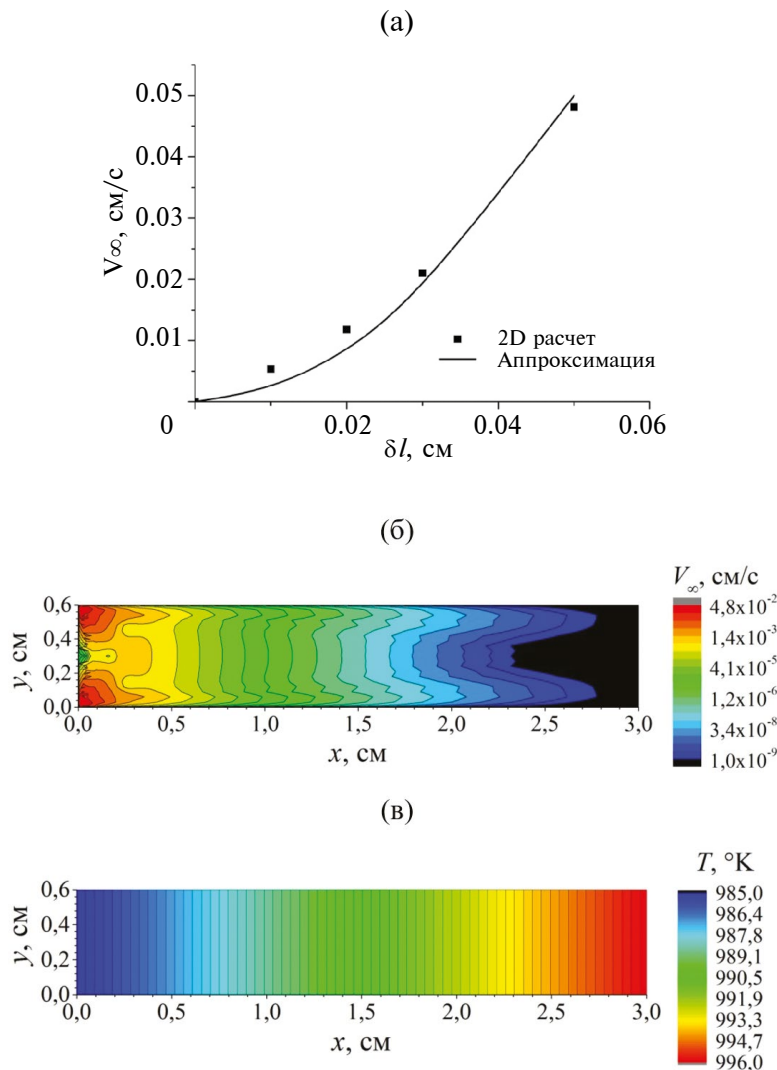 (а)
V∞, см/с
0.05
0.04
0.03
0.02
0.01
2D расчет
Аппроксимация
0
0.02
0.04
0.06
δl, см
(б)
V∞, см/с
4,8x10⁻²
1,4x10⁻³
4,1x10⁻⁵
1,2x10⁻⁶
3,4x10⁻⁸
1,0x10⁻⁹
y, см
0,6
0,4
0,2
0,0
0,0 0,5 1,0 1,5 2,0 2,5 3,0
x, см
(в)
T, °K
985,0
986,4
987,8
989,1
990,5
991,9
993,3
994,7
996,0
y, см
0,6
0,4
0,2
0,0
0,0 0,5 1,0 1,5 2,0 2,5 3,0
x, см